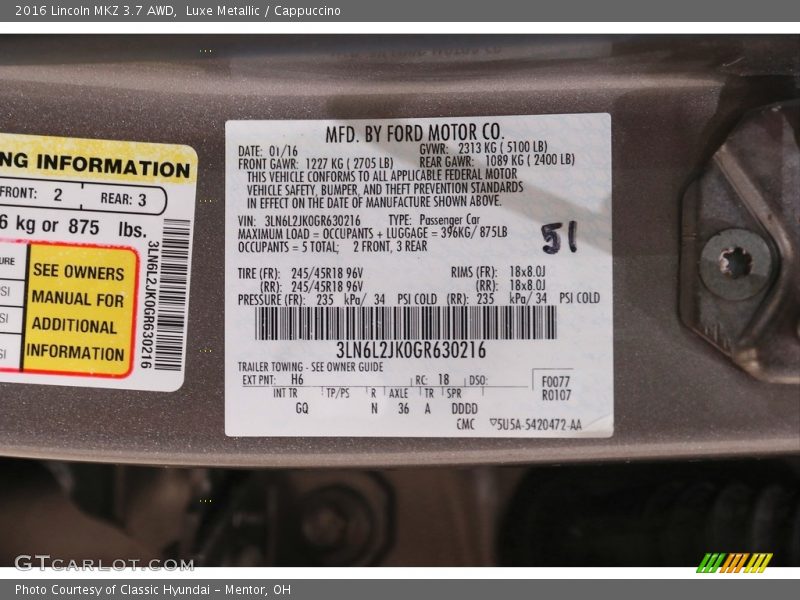 2016 Lincoln MKZ 3.7 AWD, Luxe Metallic / Cappuccino
NG INFORMATION
FRONT: 2 REAR: 3
6 kg or 875 lbs.
URE
PSI
SI
SI
SEE OWNERS
MANUAL FOR
ADDITIONAL
INFORMATION
3LN6L2JK0GR630216
MFD. BY FORD MOTOR CO.
DATE: 01/16 GVWR: 2313 KG ( 5100 LB)
FRONT GAWR: 1227 KG ( 2705 LB) REAR GAWR: 1089 KG ( 2400 LB)
THIS VEHICLE CONFORMS TO ALL APPLICABLE FEDERAL MOTOR
VEHICLE SAFETY, BUMPER, AND THEFT PREVENTION STANDARDS
IN EFFECT ON THE DATE OF MANUFACTURE SHOWN ABOVE.
VIN: 3LN6L2JK0GR630216 TYPE: Passenger Car
MAXIMUM LOAD = OCCUPANTS + LUGGAGE = 396KG/ 875LB
OCCUPANTS = 5 TOTAL; 2 FRONT, 3 REAR
51
TIRE (FR): 245/45R18 96V RIMS (FR): 18x8.0J
(RR): 245/45R18 96V (RR): 18x8.0J
PRESSURE (FR): 235 kPa/ 34 PSI COLD (RR): 235 kPa/ 34 PSI COLD
3LN6L2JK0GR630216
TRAILER TOWING - SEE OWNER GUIDE
EXT PNT: H6 RC: 18 DSO: F0077
R0107
INT TR TP/PS R AXLE TR SPR
GQ N 36 A DDDD
CMC 5U5A-5420472-AA
GTCARLOT.COM
Photo Courtesy of Classic Hyundai - Mentor, OH